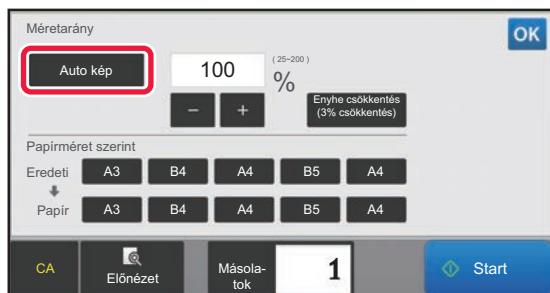 Méretarány
OK
Auto kép
100
(25~200)
%
−
+
Enyhe csökkentés
(3% csökkentés)
Papírméret szerint
Eredeti A3 B4 A4 B5 A4
Papír A3 B4 A4 B5 A4
CA
Előnézet
Másola-
tok
1
Start